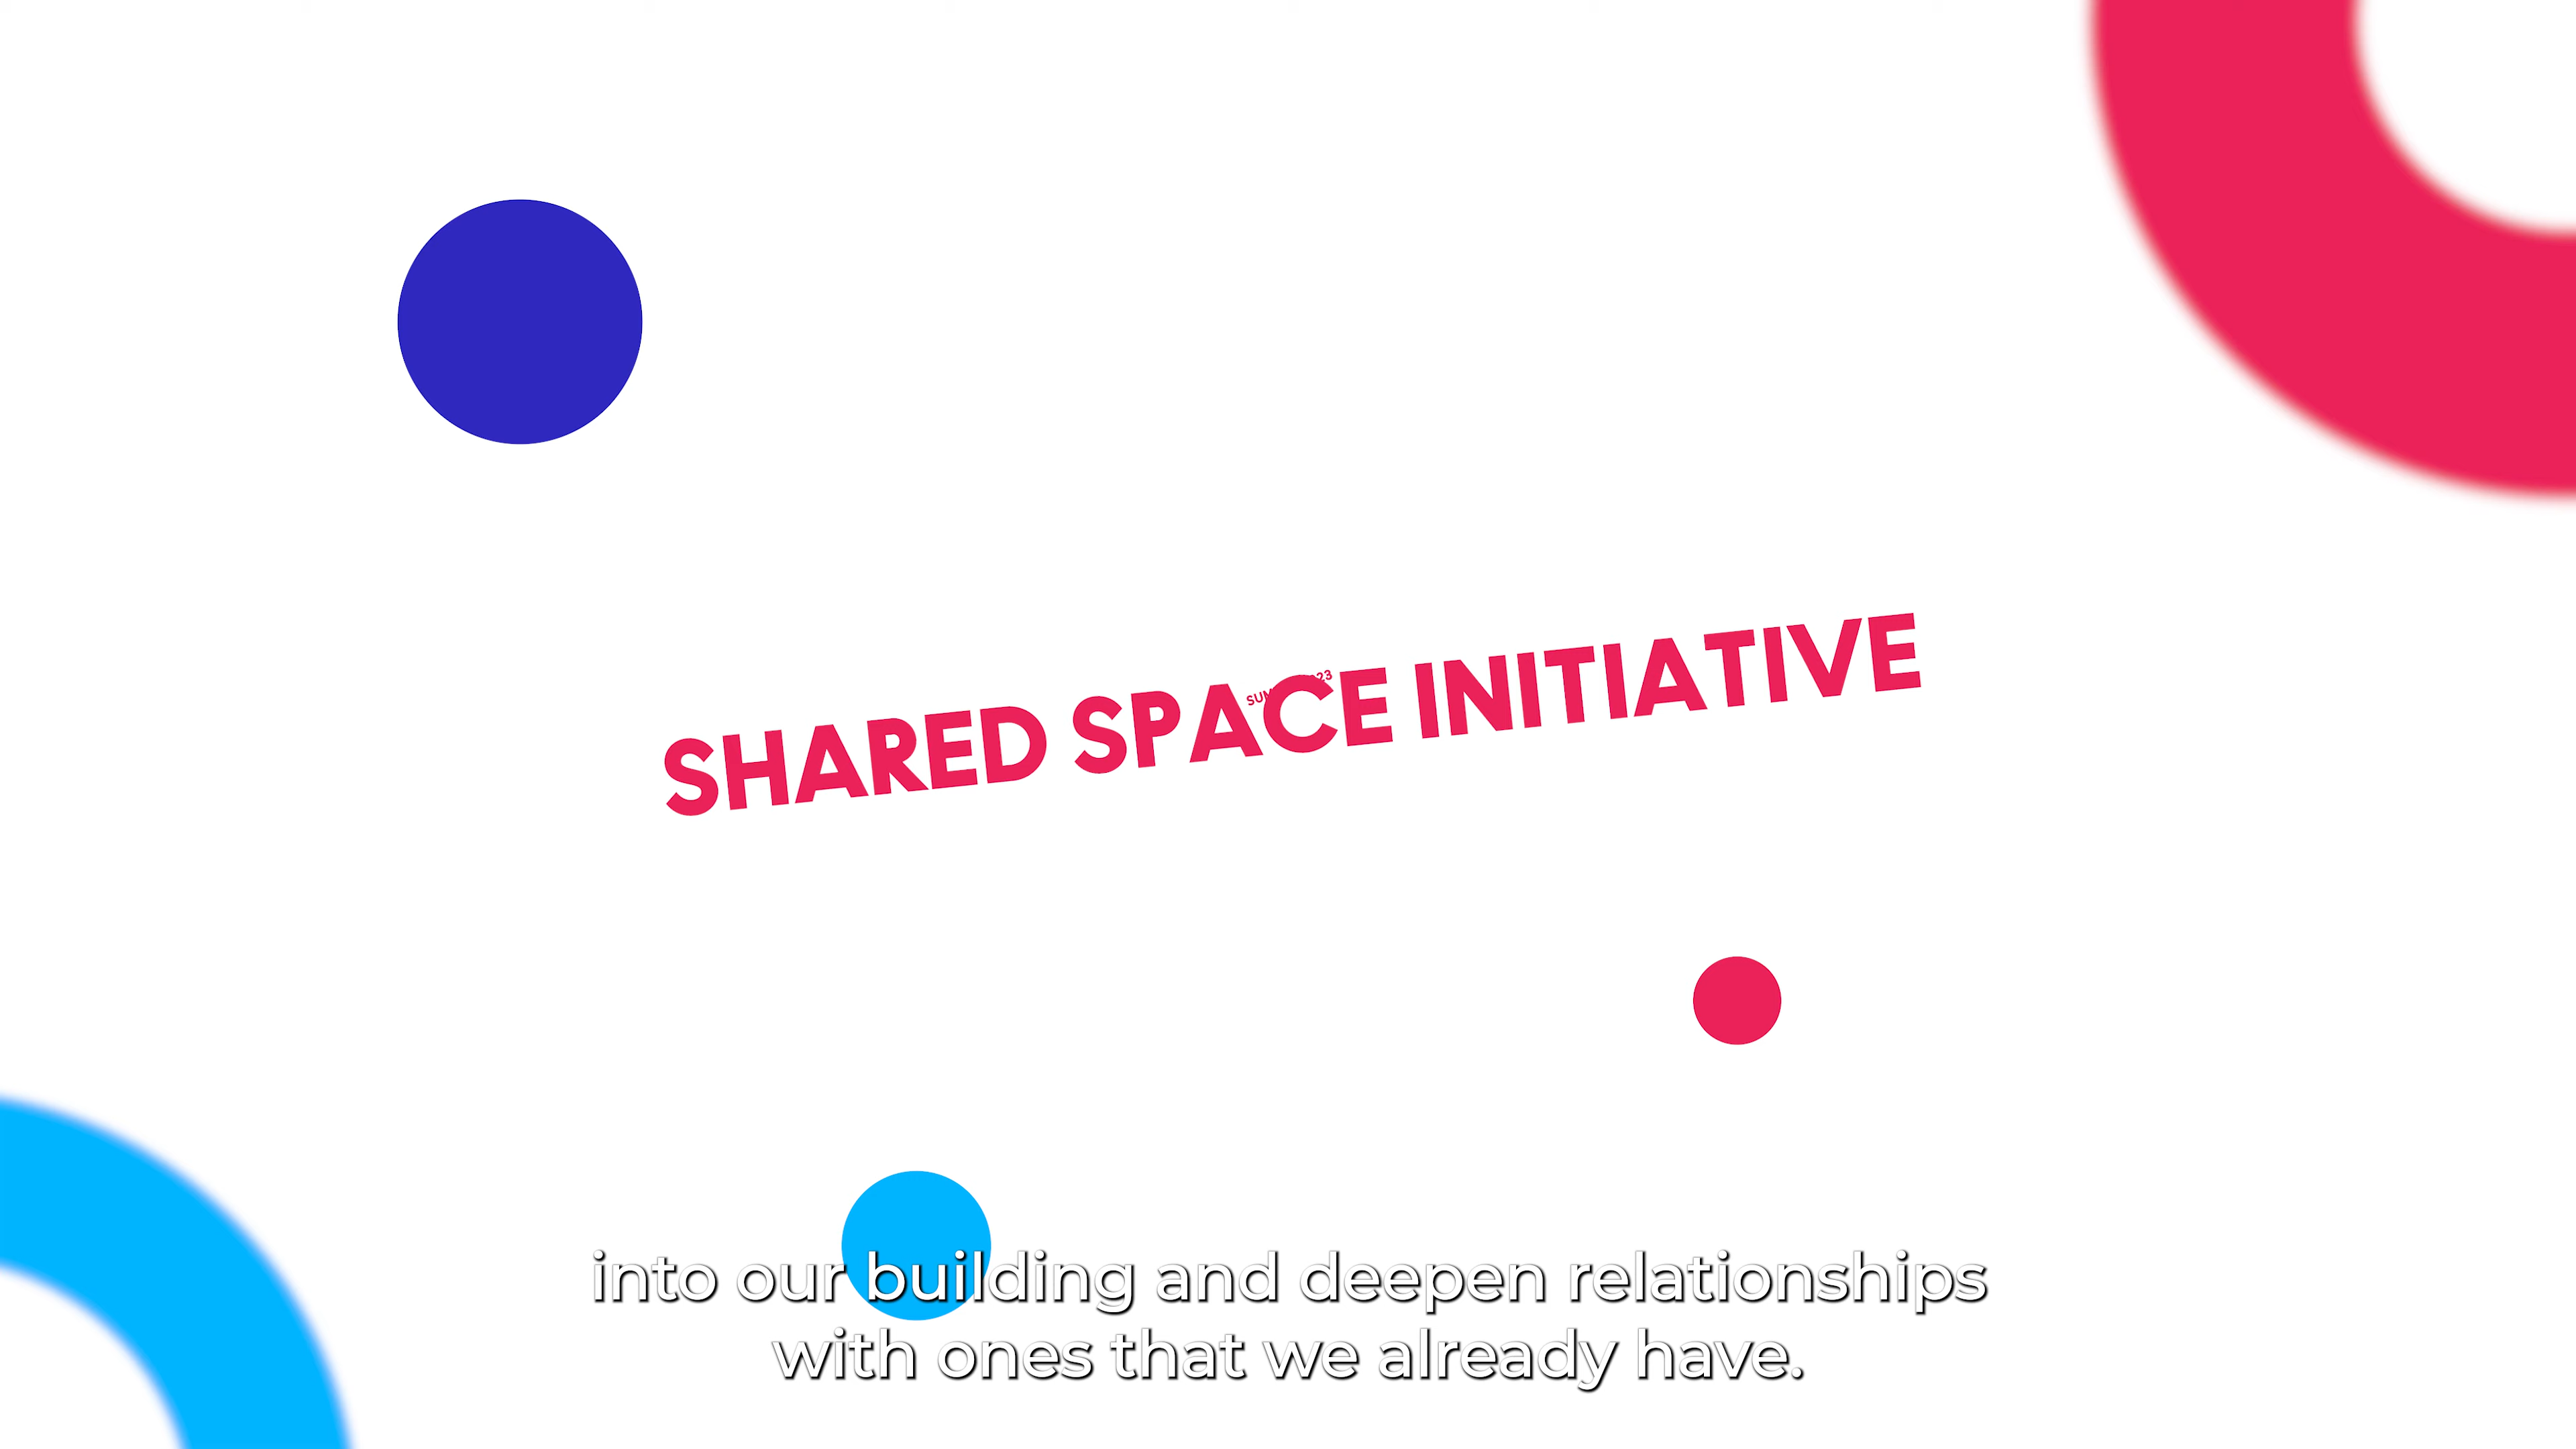 SHARED SPACE INITIATIVE
into our building and deepen relationships
with ones that we already have.